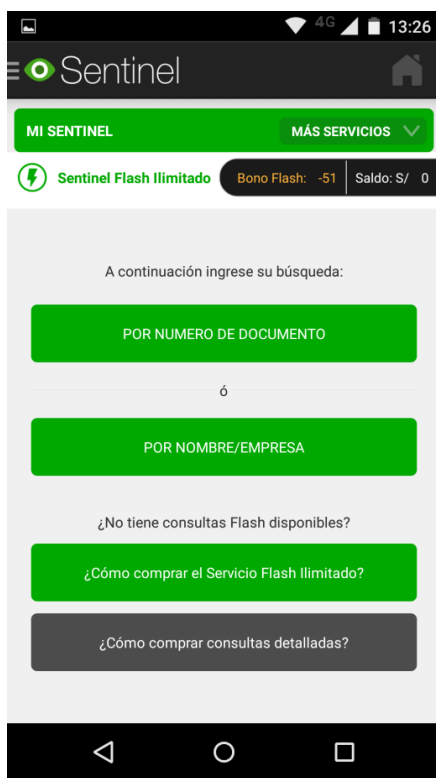 4G 13:26
Sentinel
MI SENTINEL MÁS SERVICIOS
Sentinel Flash Ilimitado Bono Flash: -51 Saldo: S/ 0
A continuación ingrese su búsqueda:
POR NUMERO DE DOCUMENTO
ó
POR NOMBRE/EMPRESA
¿No tiene consultas Flash disponibles?
¿Cómo comprar el Servicio Flash Ilimitado?
¿Cómo comprar consultas detalladas?